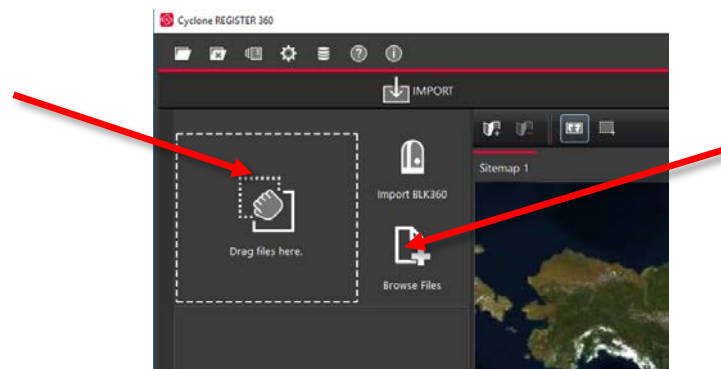 Cyclone REGISTER 360
IMPORT
Import BLK360
Sitemap 1
Drag files here.
Browse Files